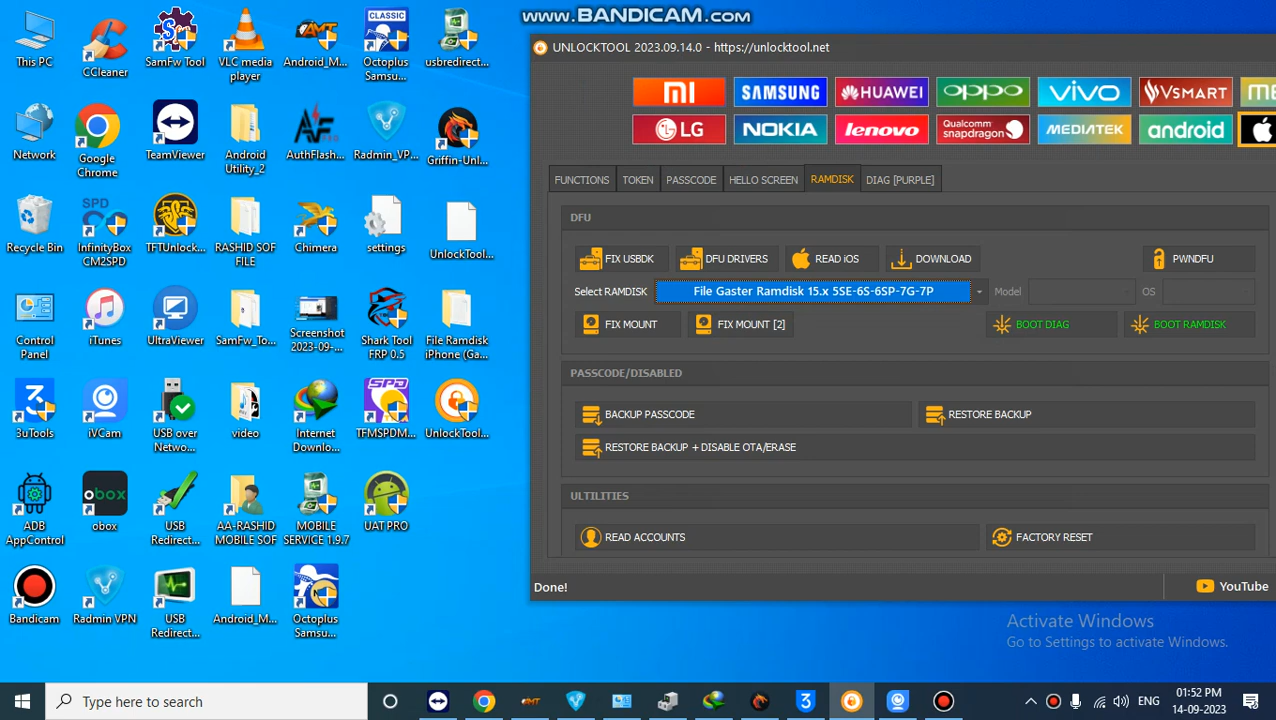 www.BANDICAM.com
This PC
CCleaner
SamFw Tool
VLC media
player
Android_M...
CLASSIC
Octoplus
Samsu...
usbredirect...
Network
Google
Chrome
TeamViewer
Android
Utility_2
AuthFlash...
Radmin_VP...
Griffin-Unl...
Recycle Bin
SPD
InfinityBox
CM2SPD
TFTUnlock...
RASHID SOF
FILE
Chimera
settings
UnlockTool...
Control
Panel
iTunes
UltraViewer
SamFw_To...
Screenshot
2023-09-...
Shark Tool
FRP 0.5
File Ramdisk
iPhone (Ga...
3uTools
iVCam
USB over
Netwo...
video
Internet
Downlo...
SPD
TFMSPDM...
UnlockTool...
ADB
AppControl
obox
obox
USB
Redirect...
AA-RASHID
MOBILE SOF
MOBILE
SERVICE 1.9.7
UAT PRO
Bandicam
Radmin VPN
USB
Redirect...
Android_M...
Octoplus
Samsu...
UNLOCKTOOL 2023.09.14.0 - https://unlocktool.net
mi
SAMSUNG
HUAWEI
oppo
vivo
VSMART
ME
LG
NOKIA
lenovo
Qualcomm
snapdragon
MEDIATEK
android
FUNCTIONS
TOKEN
PASSCODE
HELLO SCREEN
RAMDISK
DIAG [PURPLE]
DFU
FIX USBDK
DFU DRIVERS
READ iOS
DOWNLOAD
PWNDFU
Select RAMDISK
File Gaster Ramdisk 15.x 5SE-6S-6SP-7G-7P
Model
OS
FIX MOUNT
FIX MOUNT [2]
BOOT DIAG
BOOT RAMDISK
PASSCODE/DISABLED
BACKUP PASSCODE
RESTORE BACKUP
RESTORE BACKUP + DISABLE OTA/ERASE
ULTILITIES
READ ACCOUNTS
FACTORY RESET
Done!
YouTube
Activate Windows
Go to Settings to activate Windows.
Type here to search
ENG
01:52 PM
14-09-2023